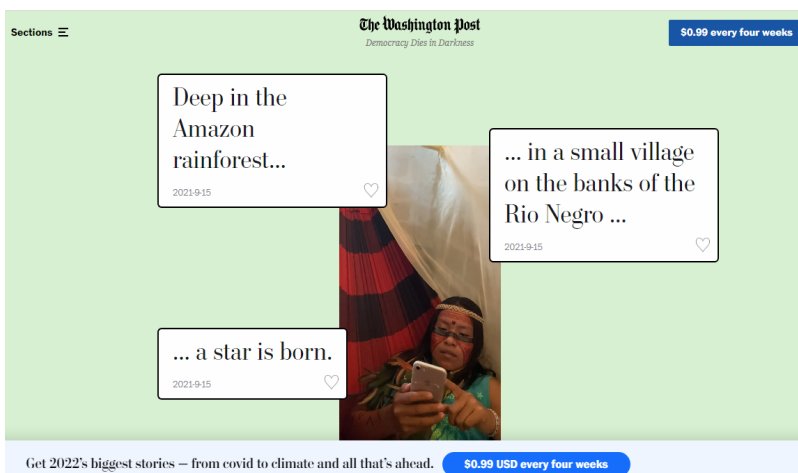 Sections
The Washington Post
Democracy Dies in Darkness
$0.99 every four weeks
Deep in the
Amazon
rainforest...
2021-9-15
... in a small village
on the banks of the
Rio Negro ...
2021-9-15
... a star is born.
2021-9-15
Get 2022's biggest stories — from covid to climate and all that's ahead.
$0.99 USD every four weeks